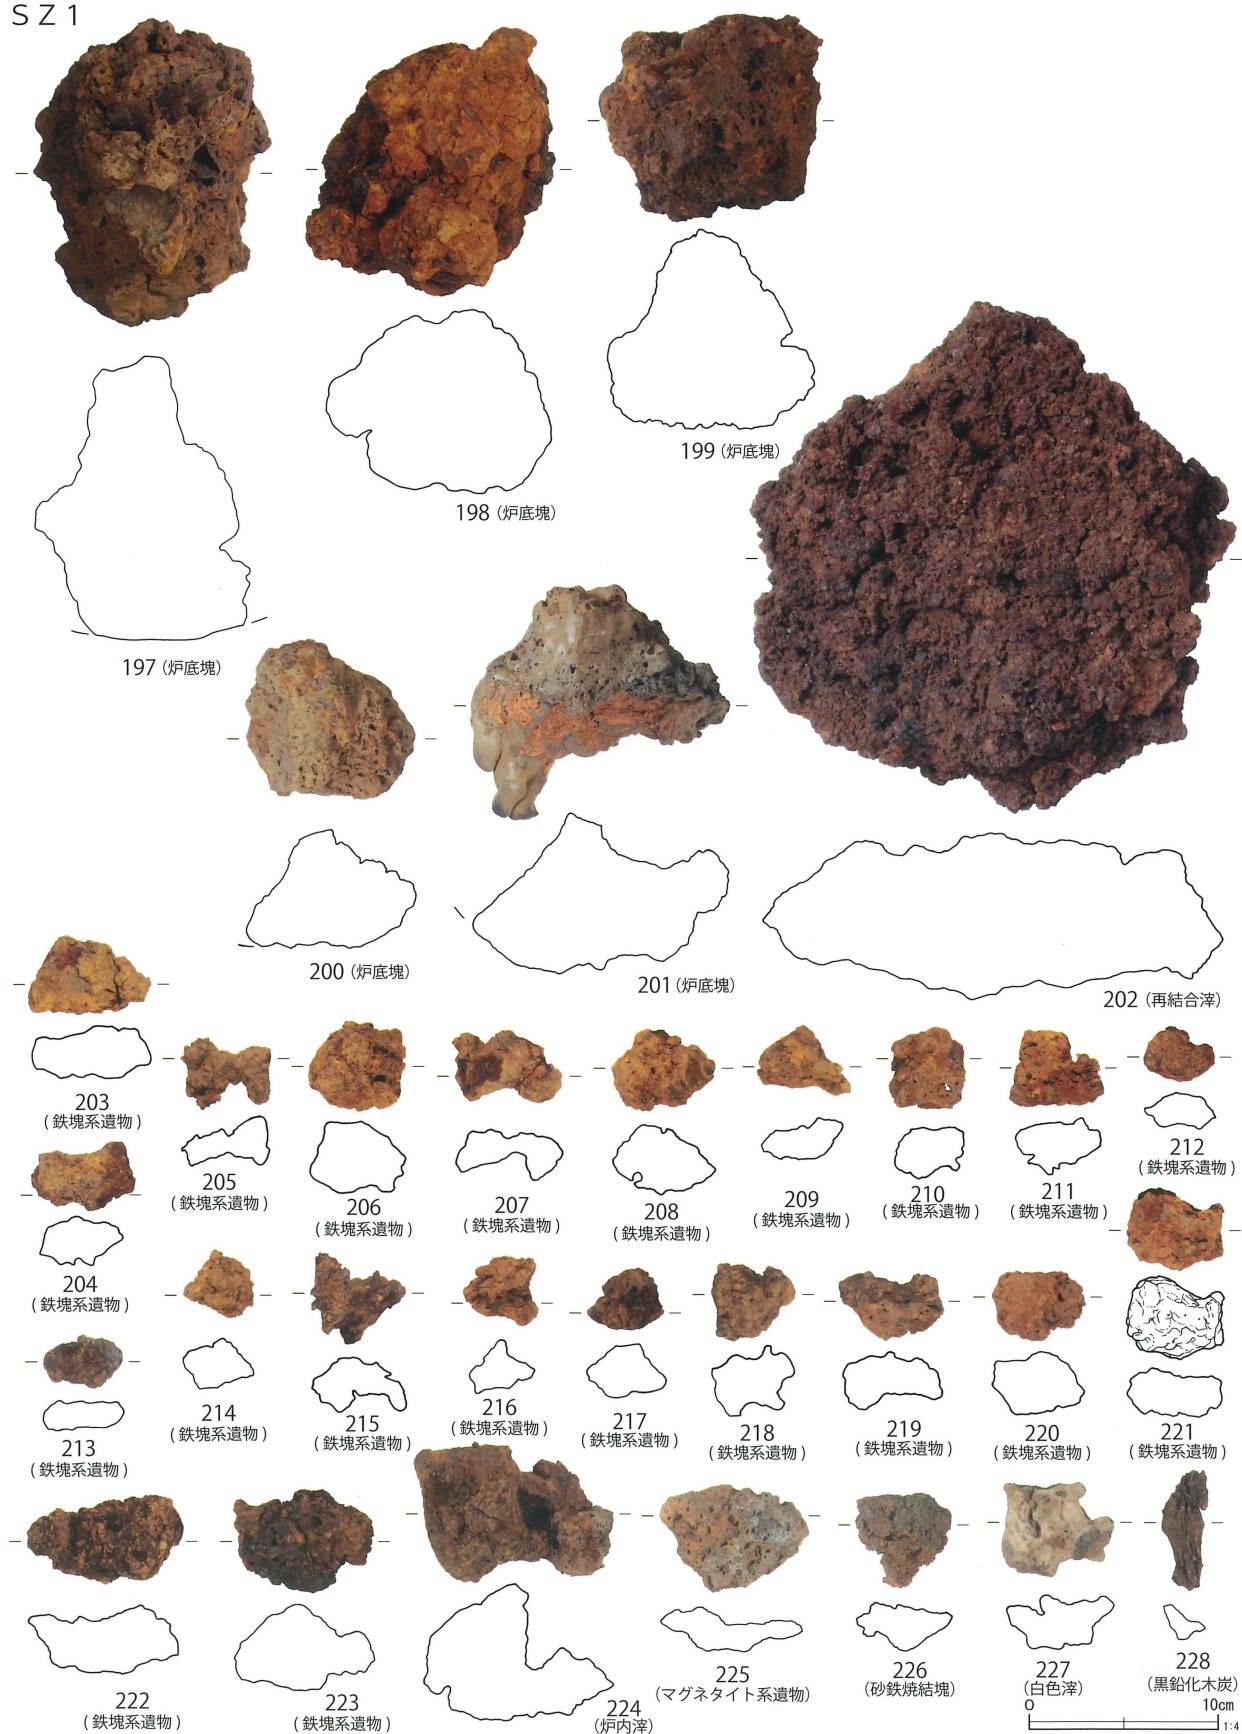 ＳＺ１
197（炉底塊）
198（炉底塊）
199（炉底塊）
200（炉底塊）
201（炉底塊）
202（再結合滓）
203
（鉄塊系遺物）
204
（鉄塊系遺物）
205
（鉄塊系遺物）
206
（鉄塊系遺物）
207
（鉄塊系遺物）
208
（鉄塊系遺物）
209
（鉄塊系遺物）
210
（鉄塊系遺物）
211
（鉄塊系遺物）
212
（鉄塊系遺物）
213
（鉄塊系遺物）
214
（鉄塊系遺物）
215
（鉄塊系遺物）
216
（鉄塊系遺物）
217
（鉄塊系遺物）
218
（鉄塊系遺物）
219
（鉄塊系遺物）
220
（鉄塊系遺物）
221
（鉄塊系遺物）
222
（鉄塊系遺物）
223
（鉄塊系遺物）
224
（炉内滓）
225
（マグネタイト系遺物）
226
（砂鉄焼結塊）
227
（白色滓）
228
（黒鉛化木炭）
0 10cm
1:4